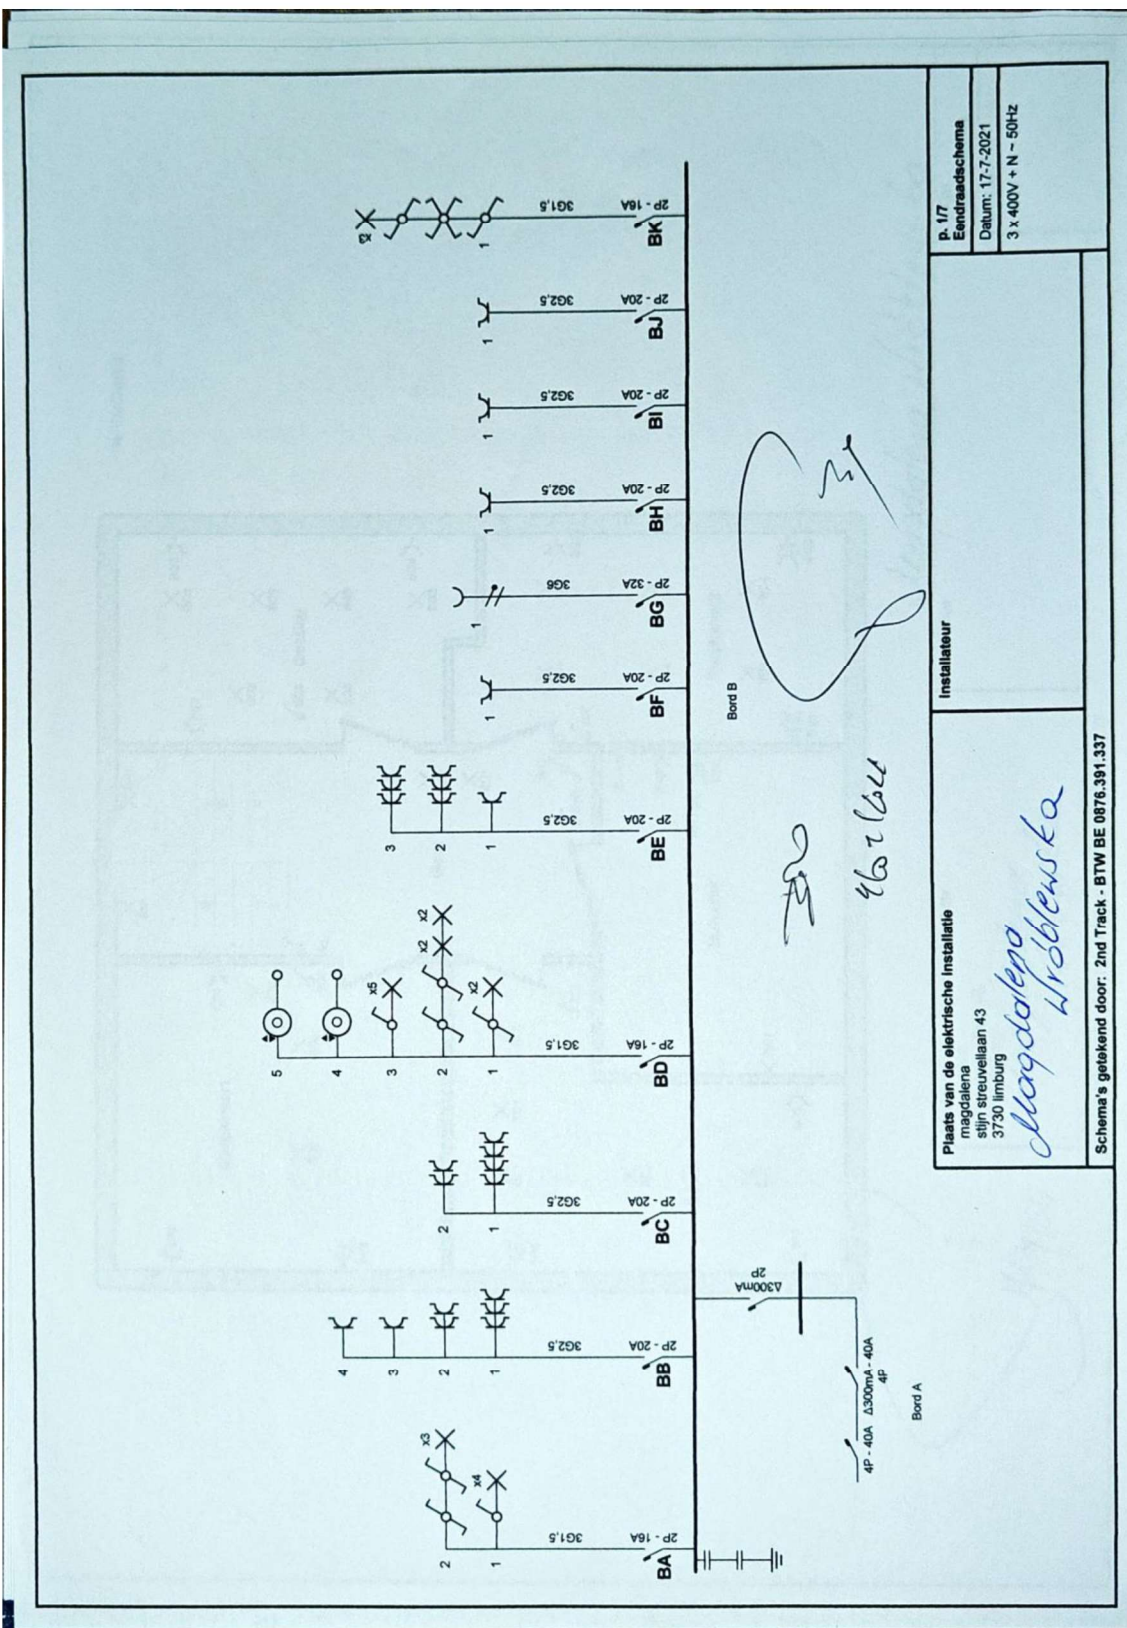 BA
2P - 16A
3G1,5
1
x4
2
x3
BB
2P - 20A
3G2,5
1
2
3
4
BC
2P - 20A
3G2,5
1
2
BD
2P - 16A
3G1,5
1
x2
2
x2
x2
3
x5
4
5
BE
2P - 20A
3G2,5
1
2
3
BF
2P - 20A
3G2,5
1
BG
2P - 32A
3G6
1
BH
2P - 20A
3G2,5
1
BI
2P - 20A
3G2,5
1
BJ
2P - 20A
3G2,5
1
BK
2P - 16A
3G1,5
1
Δ300mA
2P
4P - 40A
Δ300mA - 40A
4P
Bord A
Bord B
Plaats van de elektrische installatie
magdalena
stijn streuvellaan 43
3730 limburg
Magdalena
Wróblewska
Installateur
p. 1/7
Eendraadschema
Datum: 17-7-2021
3 x 400V + N ~ 50Hz
Schema's getekend door: 2nd Track - BTW BE 0876.391.337